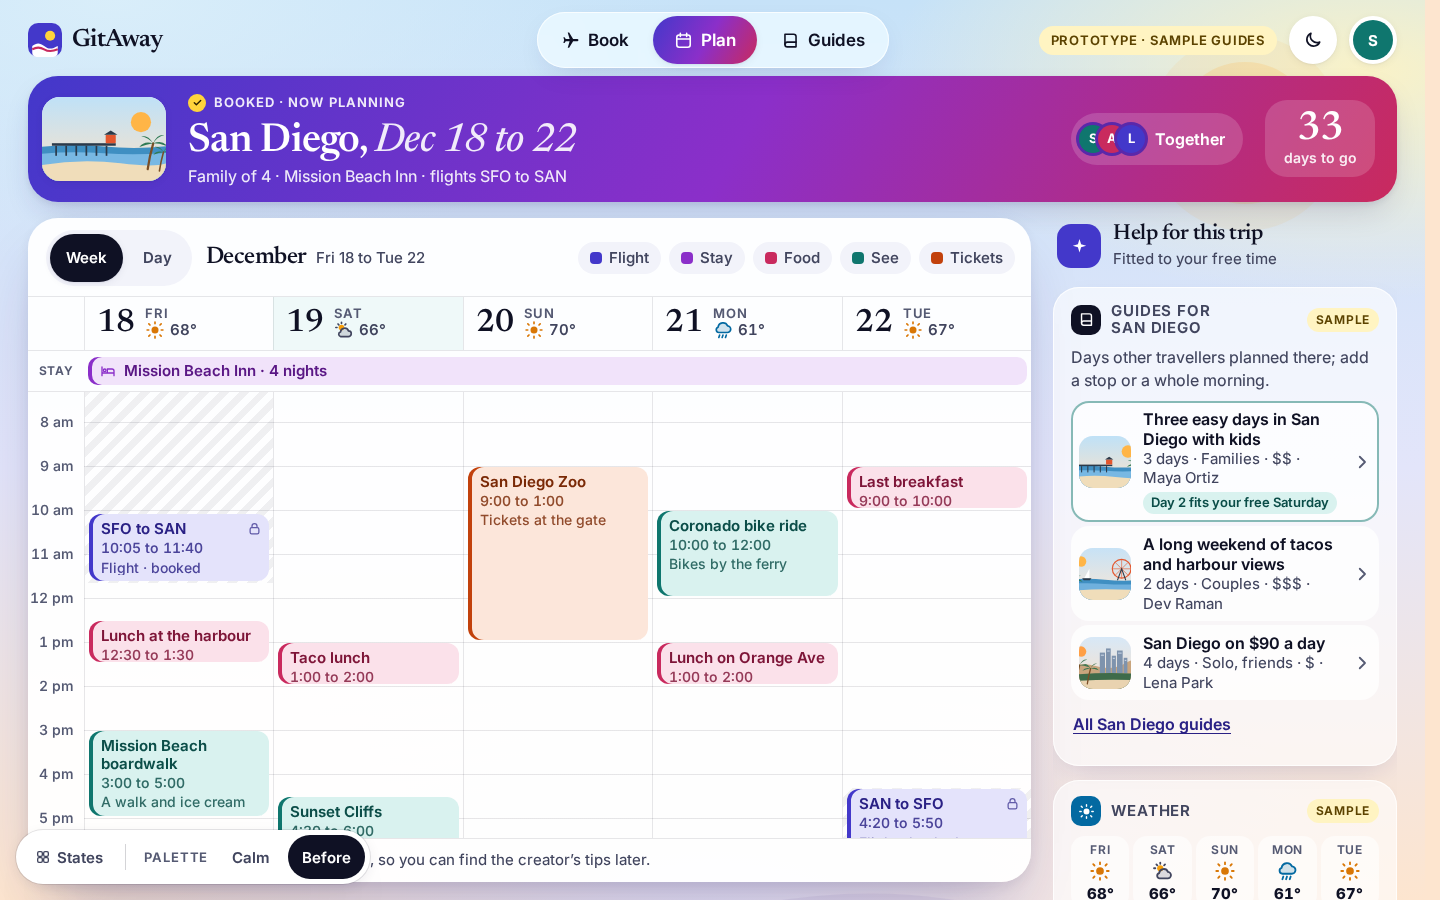 GitAway
Book
Plan
Guides
PROTOTYPE · SAMPLE GUIDES
S
BOOKED · NOW PLANNING
San Diego, Dec 18 to 22
Family of 4 · Mission Beach Inn · flights SFO to SAN
S A L Together
33
days to go
Week
Day
December Fri 18 to Tue 22
Flight
Stay
Food
See
Tickets
18 FRI 68°
19 SAT 66°
20 SUN 70°
21 MON 61°
22 TUE 67°
STAY
Mission Beach Inn · 4 nights
8 am
9 am
10 am
11 am
12 pm
1 pm
2 pm
3 pm
4 pm
5 pm
SFO to SAN
10:05 to 11:40
Flight · booked
Lunch at the harbour
12:30 to 1:30
Mission Beach
boardwalk
3:00 to 5:00
A walk and ice cream
Taco lunch
1:00 to 2:00
Sunset Cliffs
4:30 to 6:00
San Diego Zoo
9:00 to 1:00
Tickets at the gate
Coronado bike ride
10:00 to 12:00
Bikes by the ferry
Lunch on Orange Ave
1:00 to 2:00
Last breakfast
9:00 to 10:00
SAN to SFO
4:20 to 5:50
, so you can find the creator’s tips later.
States
PALETTE
Calm
Before
Help for this trip
Fitted to your free time
GUIDES FOR
SAN DIEGO
SAMPLE
Days other travellers planned there; add
a stop or a whole morning.
Three easy days in San
Diego with kids
3 days · Families · $$ ·
Maya Ortiz
Day 2 fits your free Saturday
A long weekend of tacos
and harbour views
2 days · Couples · $$$ ·
Dev Raman
San Diego on $90 a day
4 days · Solo, friends · $ ·
Lena Park
All San Diego guides
WEATHER
SAMPLE
FRI
SAT
SUN
MON
TUE
68°
66°
70°
61°
67°